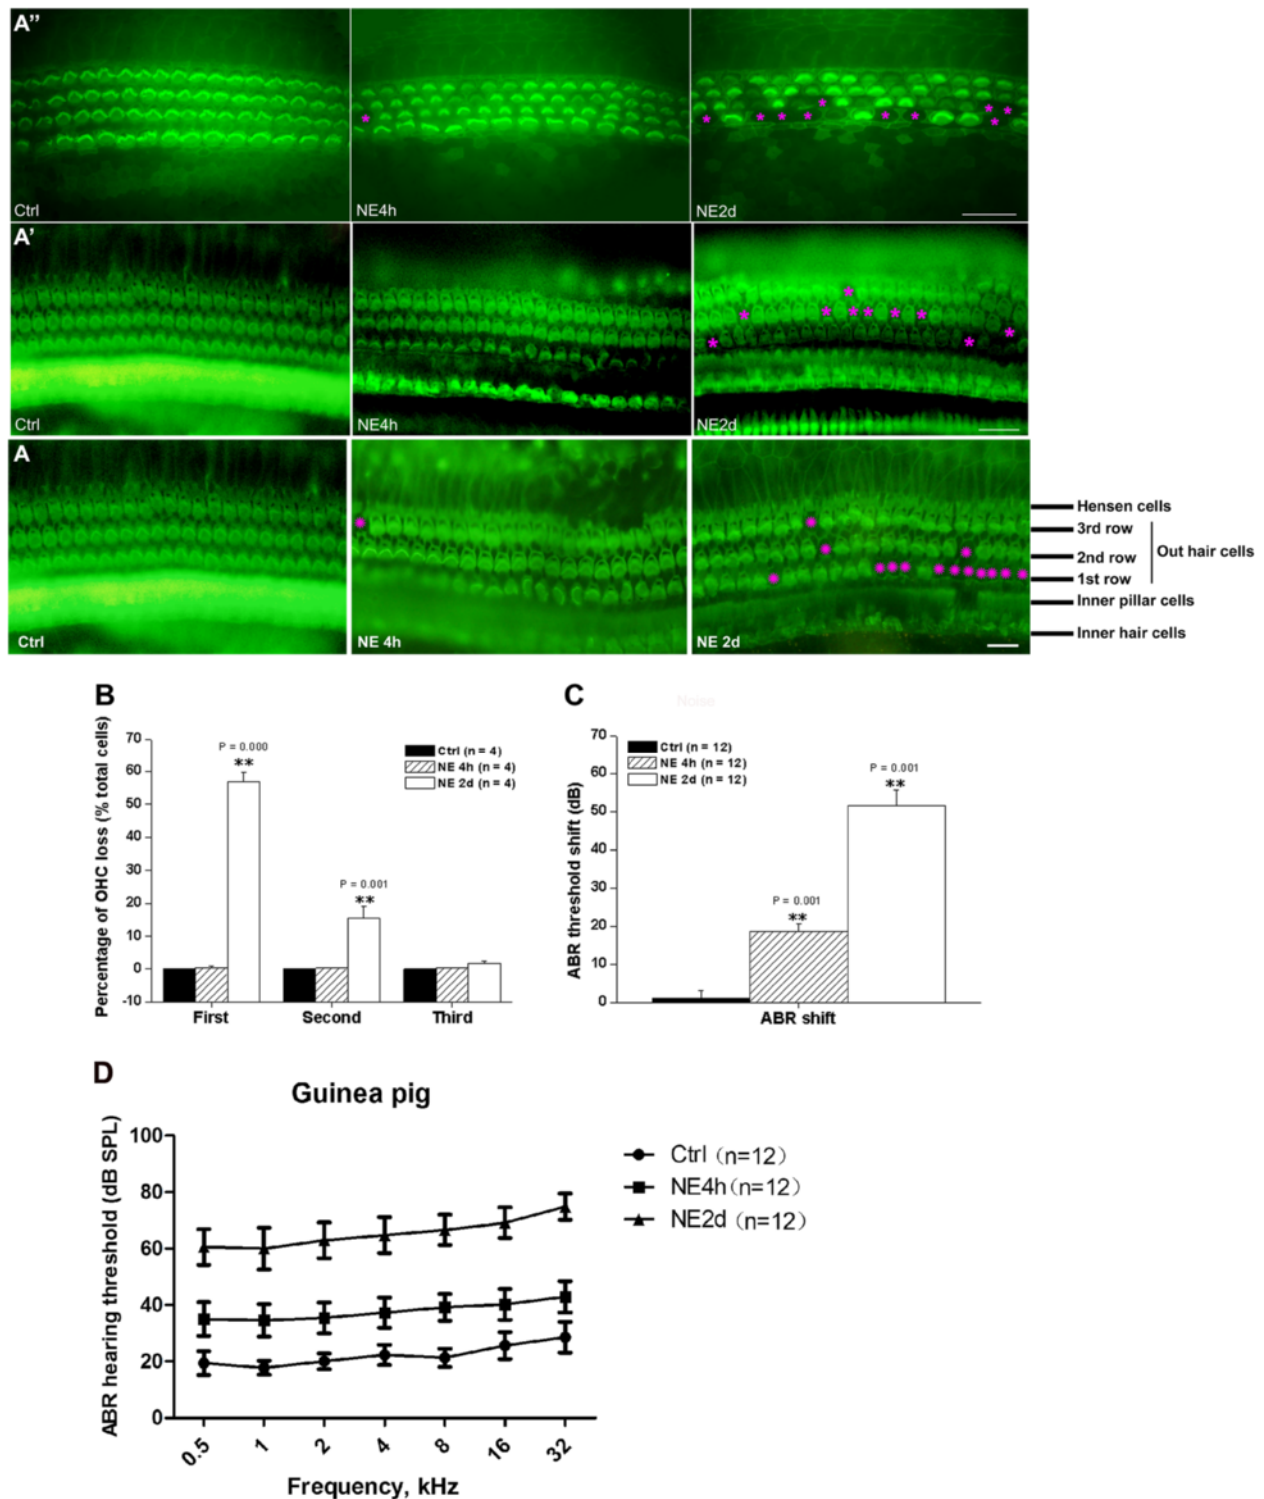 A"
Ctrl
NE4h
NE2d
A'
Ctrl
NE4h
NE2d
A
Ctrl
NE 4h
NE 2d
Hensen cells
3rd row
2nd row
Out hair cells
1st row
Inner pillar cells
Inner hair cells
B
Percentage of OHC loss (% total cells)
70
60
50
40
30
20
10
0
-10
P = 0.000
**
P = 0.001
**
Ctrl (n = 4)
NE 4h (n = 4)
NE 2d (n = 4)
First
Second
Third
C
Noise
ABR threshold shift (dB)
70
60
50
40
30
20
10
0
Ctrl (n = 12)
NE 4h (n = 12)
NE 2d (n = 12)
P = 0.001
**
P = 0.001
**
ABR shift
D
Guinea pig
ABR hearing threshold (dB SPL)
100
80
60
40
20
0
Ctrl（n=12）
NE4h（n=12）
NE2d（n=12）
0.5
1
2
4
8
16
32
Frequency, kHz